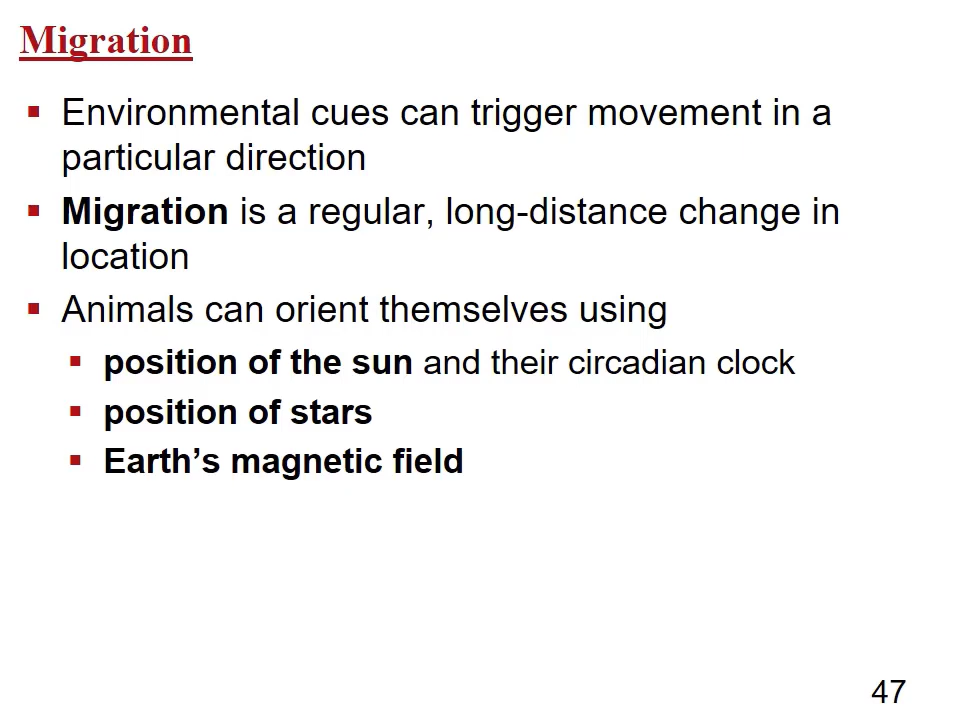 Migration
▪ Environmental cues can trigger movement in a
particular direction
▪ Migration is a regular, long-distance change in
location
▪ Animals can orient themselves using
▪ position of the sun and their circadian clock
▪ position of stars
▪ Earth’s magnetic field
47